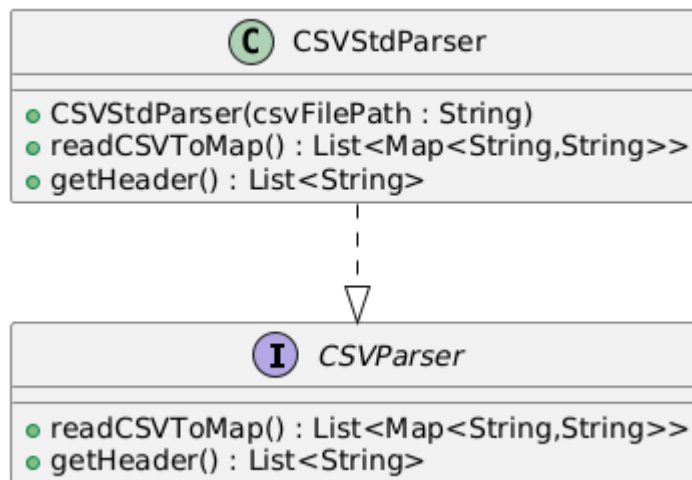 C CSVStdParser
CSVStdParser(csvFilePath : String)
readCSVToMap() : List<Map<String,String>>
getHeader() : List<String>
I CSVParser
readCSVToMap() : List<Map<String,String>>
getHeader() : List<String>